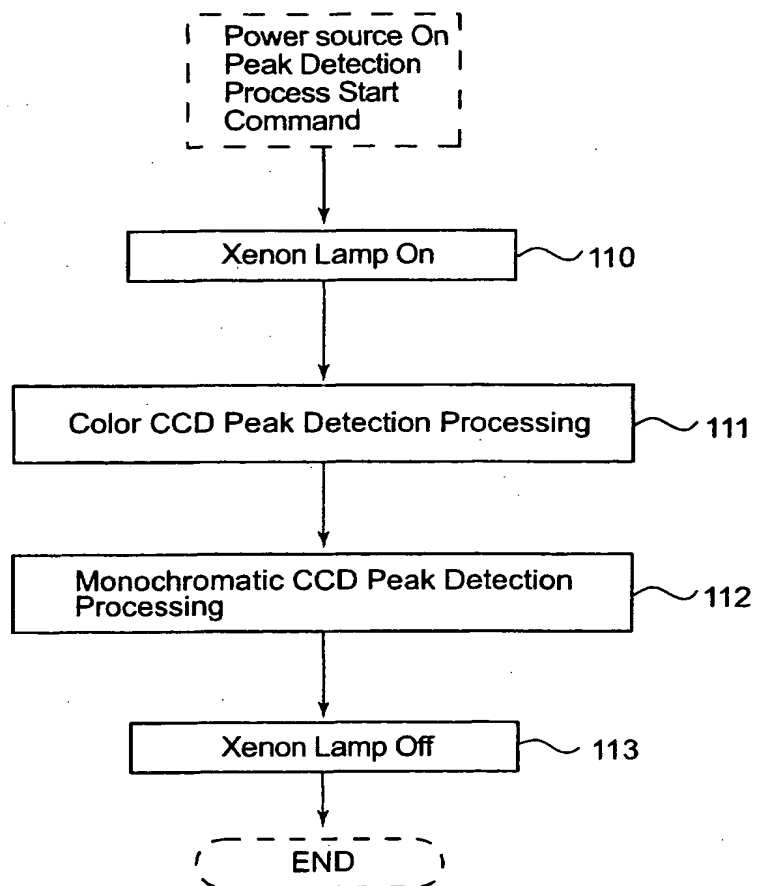 Power source On
Peak Detection
Process Start
Command
Xenon Lamp On
110
Color CCD Peak Detection Processing
111
Monochromatic CCD Peak Detection
Processing
112
Xenon Lamp Off
113
END